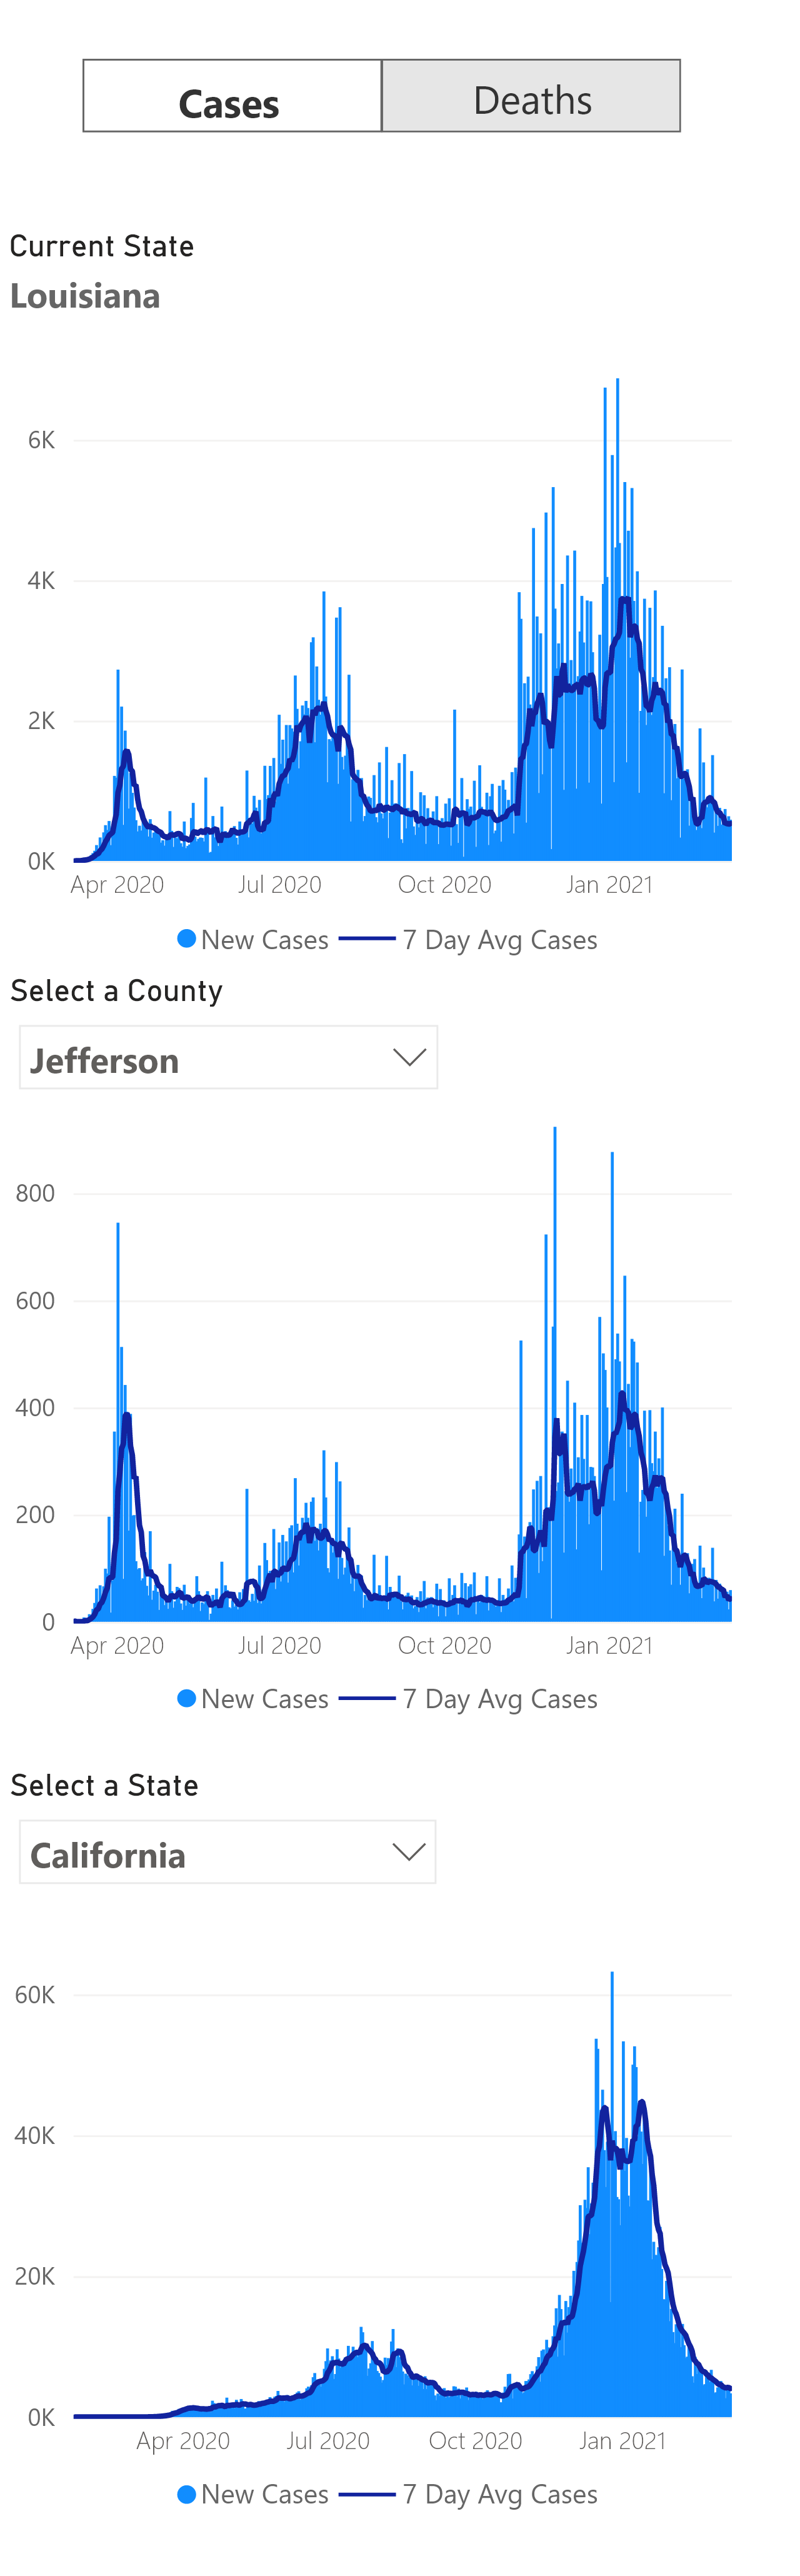 Cases Deaths
Current State
Louisiana
6K
4K
2K
0K
Apr 2020 Jul 2020 Oct 2020 Jan 2021
New Cases 7 Day Avg Cases
Select a County
Jefferson
800
600
400
200
0
Apr 2020 Jul 2020 Oct 2020 Jan 2021
New Cases 7 Day Avg Cases
Select a State
California
60K
40K
20K
0K
Apr 2020 Jul 2020 Oct 2020 Jan 2021
New Cases 7 Day Avg Cases